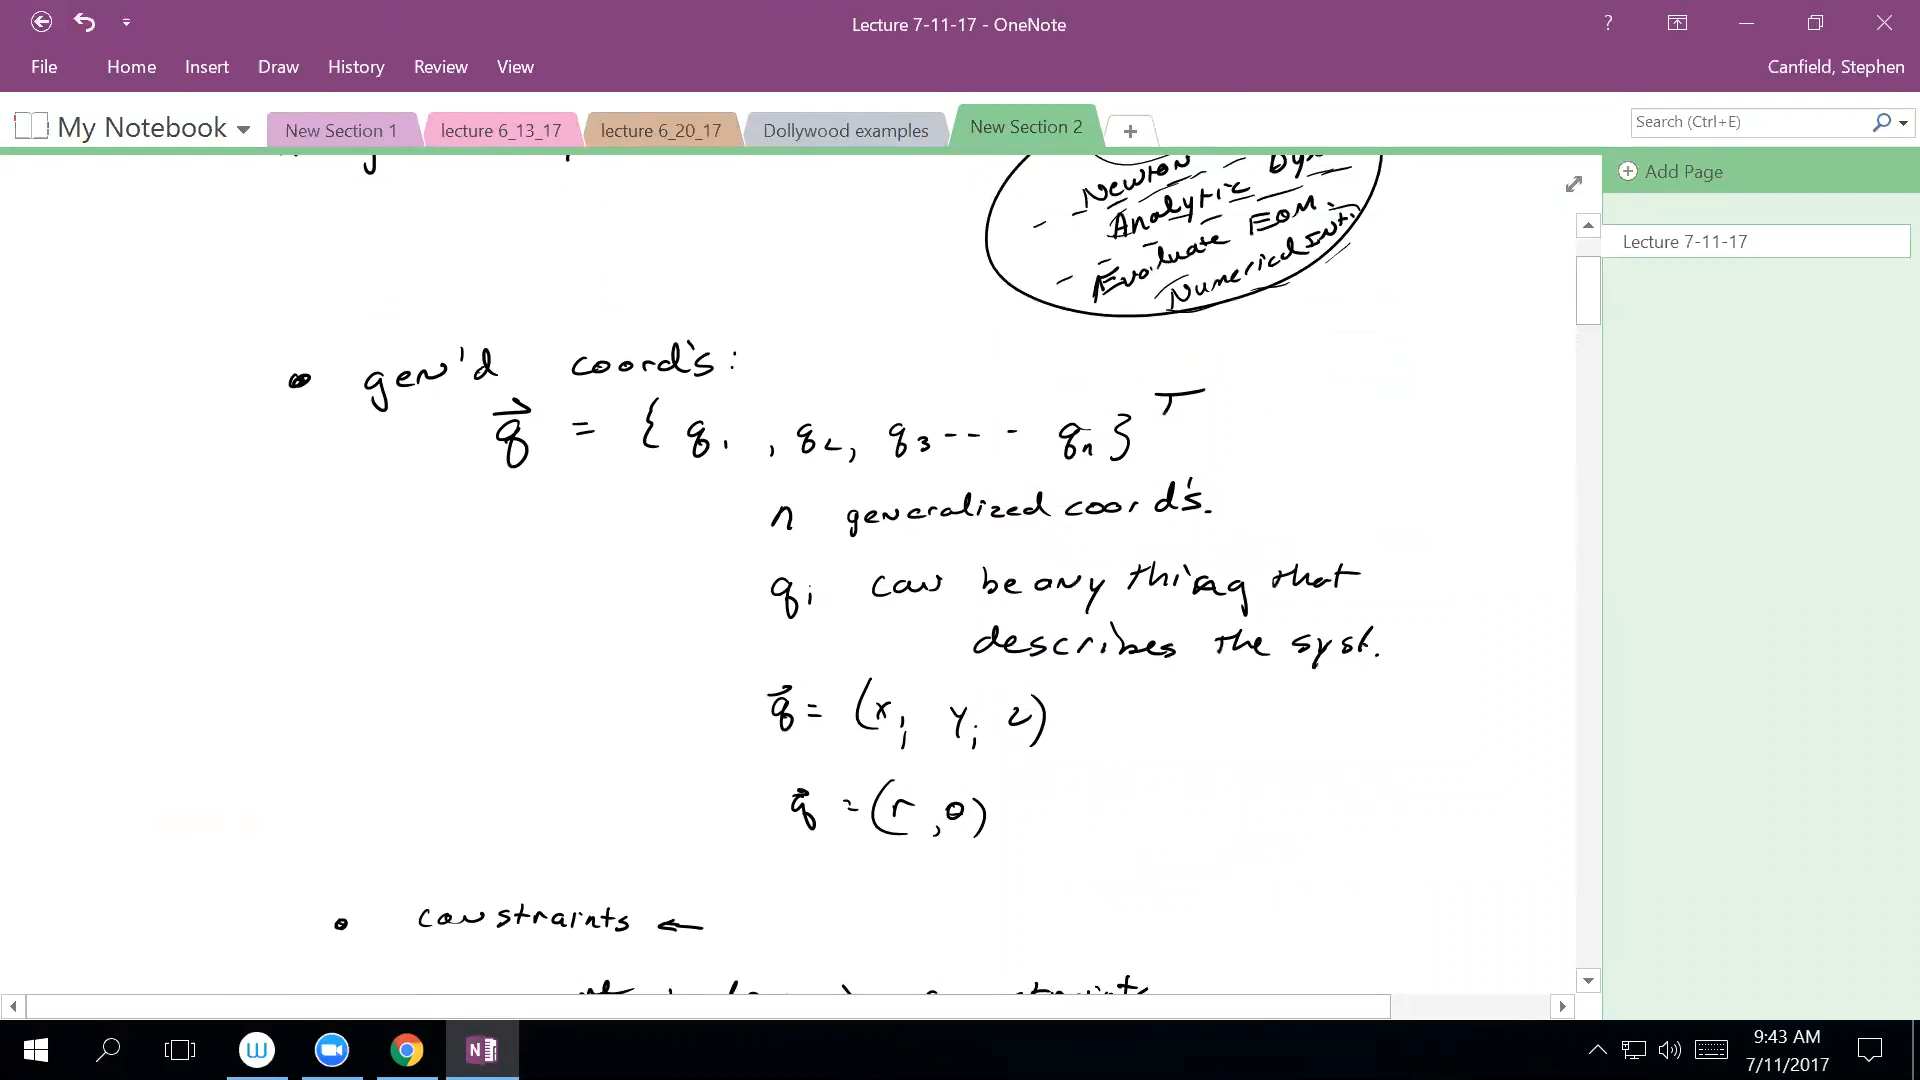 Lecture 7-11-17 - OneNote
?
File Home Insert Draw History Review View
Canfield, Stephen
My Notebook
New Section 1
lecture 6_13_17
lecture 6_20_17
Dollywood examples
New Section 2
+
Search (Ctrl+E)
Add Page
Lecture 7-11-17
- Newton
- Analytic Dyn
- Evaluate EOM.
Numerical Int.
• gen'd coord's:
q⃗ = { q₁, q₂, q₃--- qₙ}ᵀ
n generalized coord's.
qᵢ can be any thing that
describes the syst.
q⃗ = (x, y, z)
q⃗ = (r, θ)
• constraints ←
9:43 AM
7/11/2017